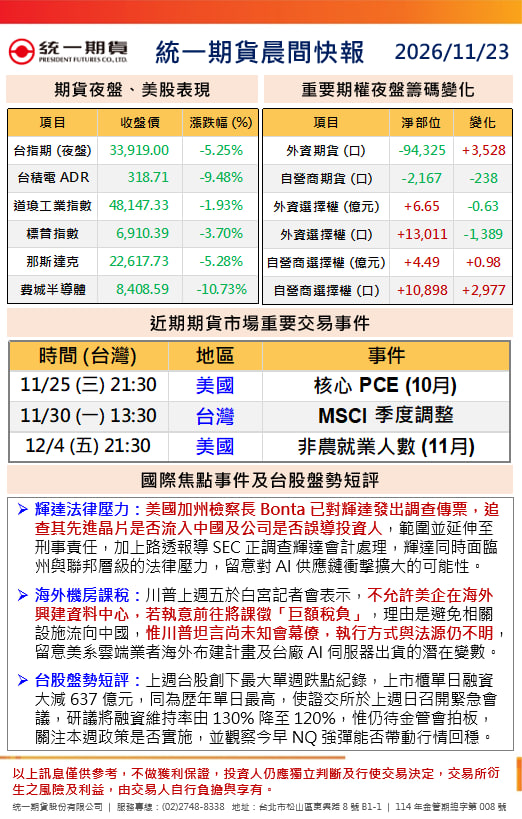 統一期貨
PRESIDENT FUTURES CO., LTD.
統一期貨晨間快報 2026/11/23
期貨夜盤、美股表現
項目 收盤價 漲跌幅 (%)
台指期 (夜盤) 33,919.00 -5.25%
台積電 ADR 318.71 -9.48%
道瓊工業指數 48,147.33 -1.93%
標普指數 6,910.39 -3.70%
那斯達克 22,617.73 -5.28%
費城半導體 8,408.59 -10.73%
重要期權夜盤籌碼變化
項目 淨部位 變化
外資期貨 (口) -94,325 +3,528
自營商期貨 (口) -2,167 -238
外資選擇權 (億元) +6.65 -0.63
外資選擇權 (口) +13,011 -1,389
自營商選擇權 (億元) +4.49 +0.98
自營商選擇權 (口) +10,898 +2,977
近期期貨市場重要交易事件
時間 (台灣) 地區 事件
11/25 (三) 21:30 美國 核心 PCE (10月)
11/30 (一) 13:30 台灣 MSCI 季度調整
12/4 (五) 21:30 美國 非農就業人數 (11月)
國際焦點事件及台股盤勢短評
➤ 輝達法律壓力：美國加州檢察長 Bonta 已對輝達發出調查傳票，追
查其先進晶片是否流入中國及公司是否誤導投資人，範圍並延伸至
刑事責任，加上路透報導 SEC 正調查輝達會計處理，輝達同時面臨
州與聯邦層級的法律壓力，留意對 AI 供應鏈衝擊擴大的可能性。
➤ 海外機房課稅：川普上週五於白宮記者會表示，不允許美企在海外
興建資料中心，若執意前往將課徵「巨額稅負」，理由是避免相關
設施流向中國，惟川普坦言尚未知會幕僚，執行方式與法源仍不明，
留意美系雲端業者海外布建計畫及台廠 AI 伺服器出貨的潛在變數。
➤ 台股盤勢短評：上週台股創下最大單週跌點紀錄，上市櫃單日融資
大減 637 億元，同為歷年單日最高，使證交所於上週日召開緊急會
議，研議將融資維持率由 130% 降至 120%，惟仍待金管會拍板，
關注本週政策是否實施，並觀察今早 NQ 強彈能否帶動行情回穩。
以上訊息僅供參考，不做獲利保證，投資人仍應獨立判斷及行使交易決定，交易所衍
生之風險及利益，由交易人自行負擔與享有。
統一期貨股份有限公司 | 服務專線：(02)2748-8338 地址：台北市松山區東興路 8 號 B1-1 | 114 年金管期總字第 008 號